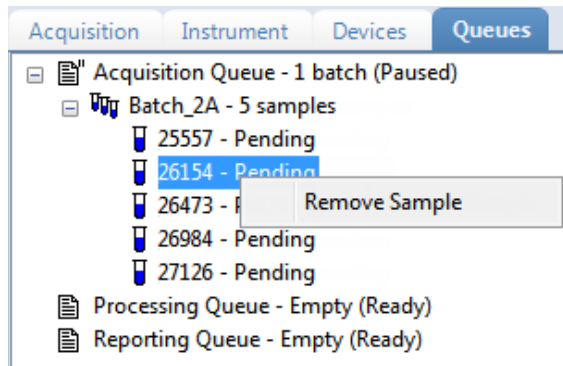 Acquisition Instrument Devices Queues
Acquisition Queue - 1 batch (Paused)
Batch_2A - 5 samples
25557 - Pending
26154 - Pending
26473 - Remove Sample
26984 - Pending
27126 - Pending
Processing Queue - Empty (Ready)
Reporting Queue - Empty (Ready)